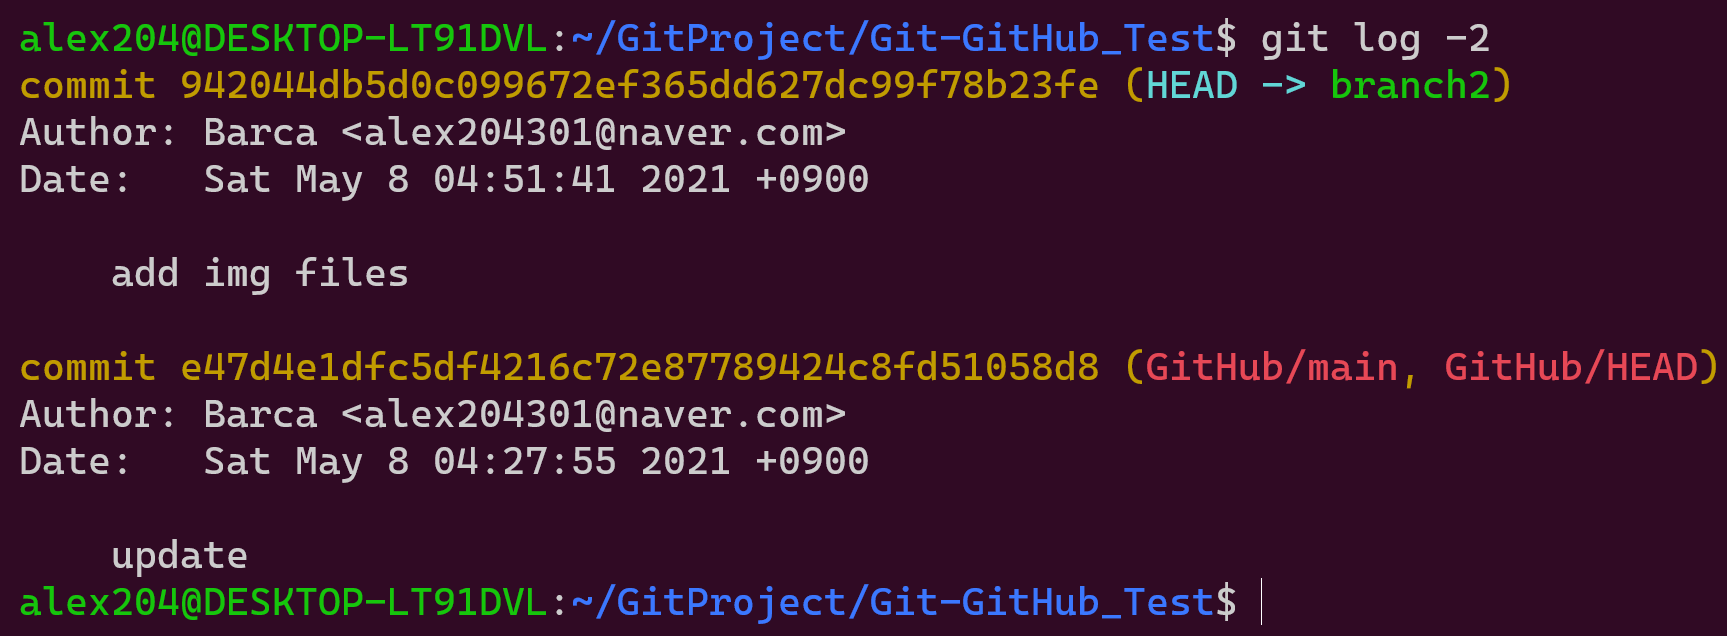 alex204@DESKTOP-LT91DVL:~/GitProject/Git-GitHub_Test$ git log -2
commit 942044db5d0c099672ef365dd627dc99f78b23fe (HEAD -> branch2)
Author: Barca <alex204301@naver.com>
Date:   Sat May 8 04:51:41 2021 +0900
    add img files
commit e47d4e1dfc5df4216c72e87789424c8fd51058d8 (GitHub/main, GitHub/HEAD)
Author: Barca <alex204301@naver.com>
Date:   Sat May 8 04:27:55 2021 +0900
    update
alex204@DESKTOP-LT91DVL:~/GitProject/Git-GitHub_Test$